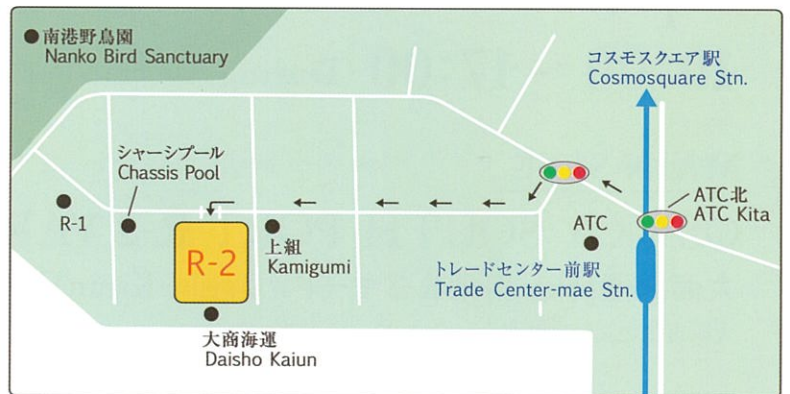 南港野鳥園
Nanko Bird Sanctuary
コスモスクエア駅
Cosmosquare Stn.
シャーシプール
Chassis Pool
R-1
R-2
上組
Kamigumi
ATC
ATC北
ATC Kita
トレードセンター前駅
Trade Center-mae Stn.
大商海運
Daisho Kaiun